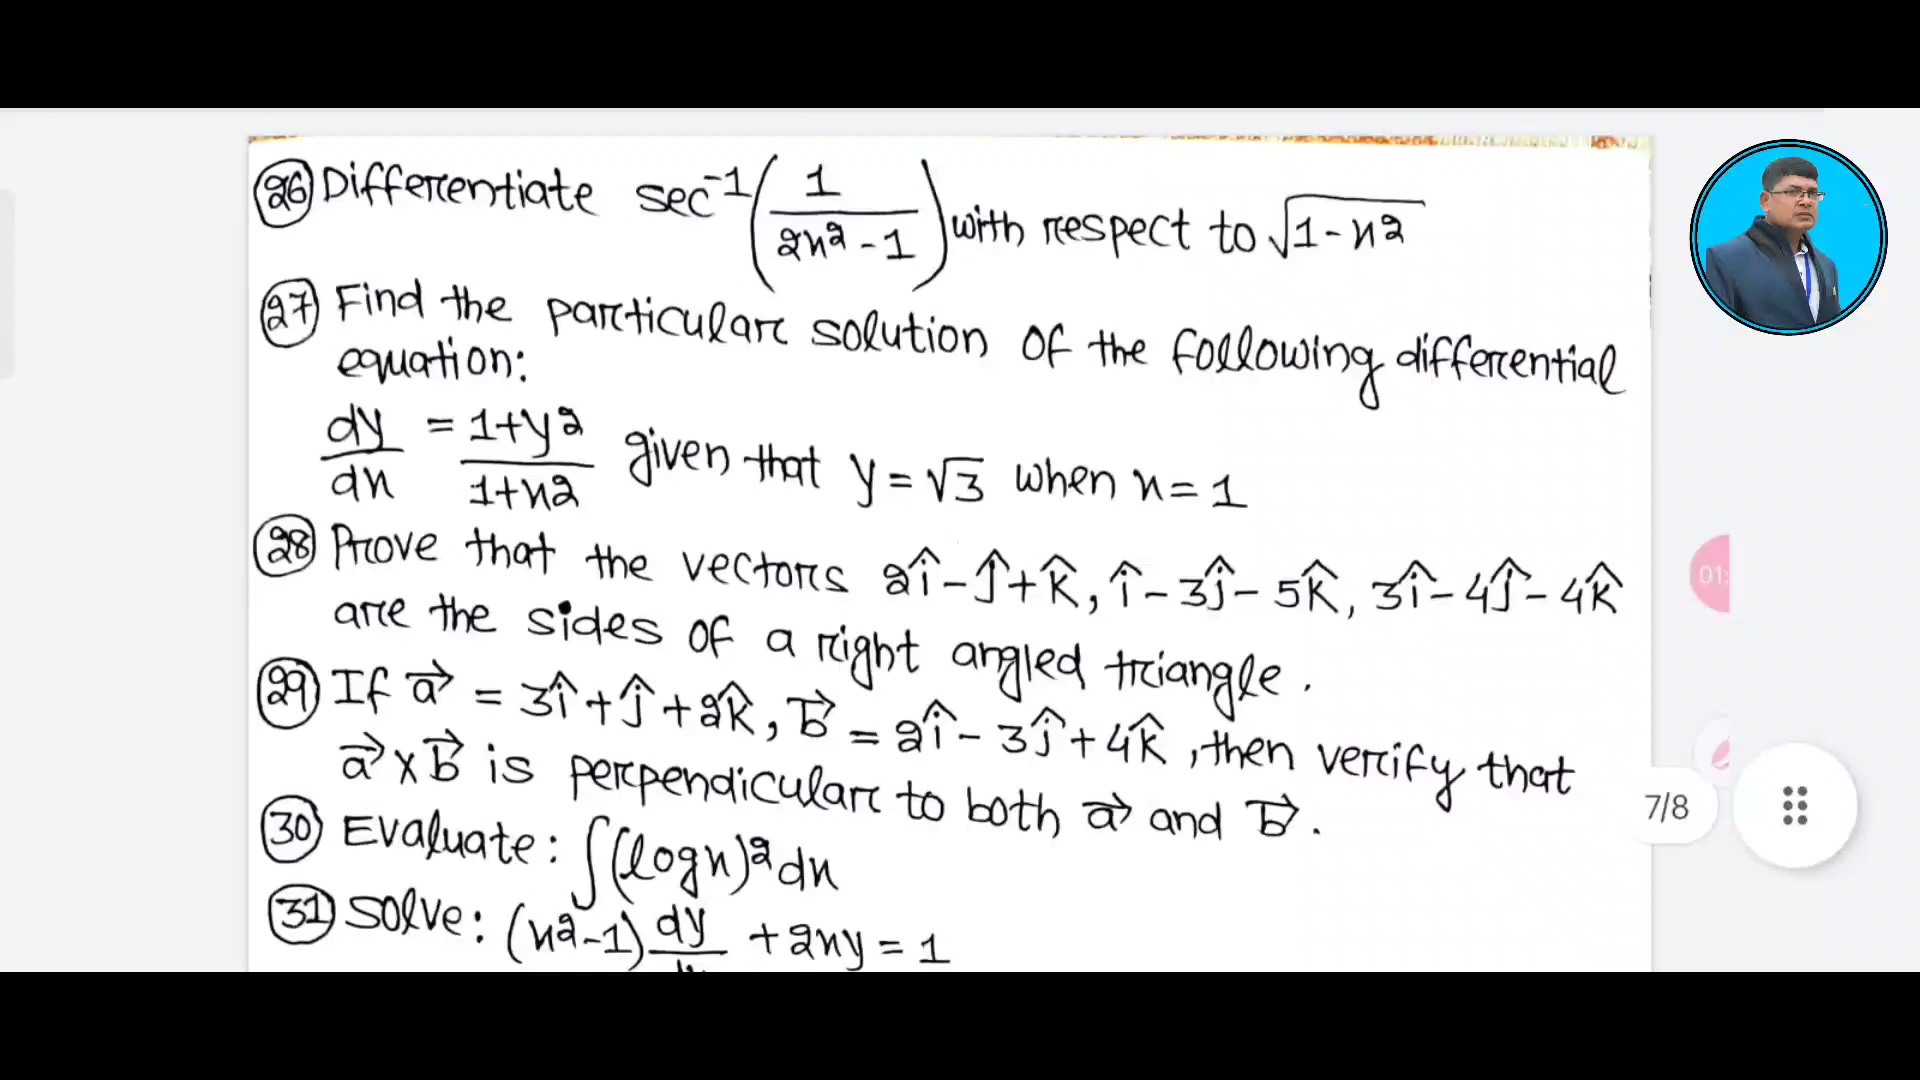 26 Differentiate sec⁻¹(1/(2x²-1)) with respect to √(1-x²)
27 Find the particular solution of the following differential
equation:
dy/dx = (1+y²)/(1+x²) given that y = √3 when x = 1
28 Prove that the vectors 2î - ĵ + k̂, î - 3ĵ - 5k̂, 3î - 4ĵ - 4k̂
are the sides of a right angled triangle.
29 If a⃗ = 3î + ĵ + 2k̂, b⃗ = 2î - 3ĵ + 4k̂, then verify that
a⃗ x b⃗ is perpendicular to both a⃗ and b⃗.
30 Evaluate: ∫(logx)²dx
31 Solve: (x²-1) dy/ + 2xy = 1
01:
7/8